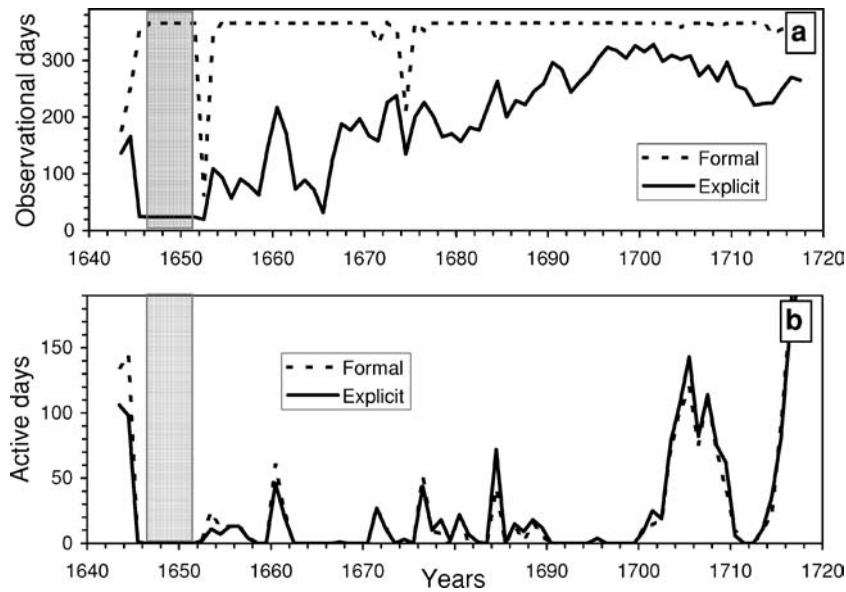 a
Observational days
300
200
100
0
Formal
Explicit
1640 1650 1660 1670 1680 1690 1700 1710 1720
b
Active days
150
100
50
0
Formal
Explicit
1640 1650 1660 1670 1680 1690 1700 1710 1720
Years